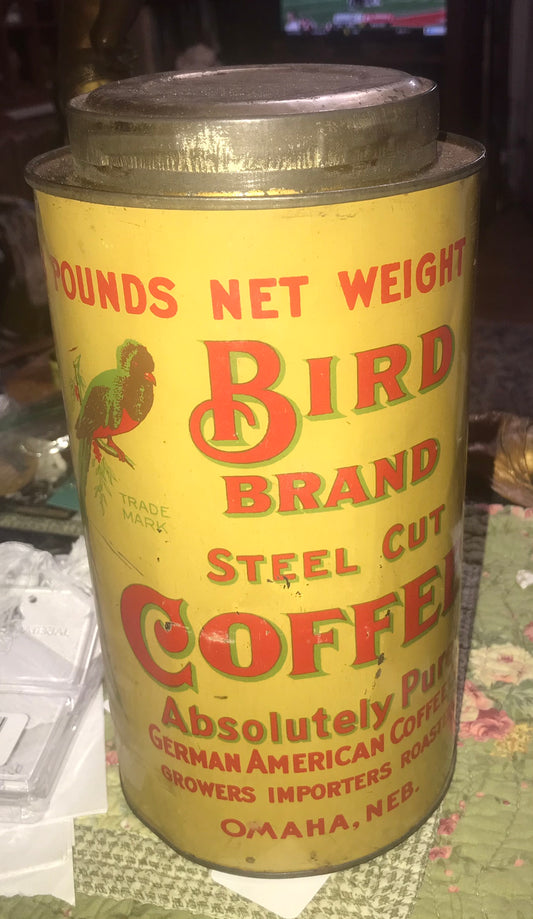 POUNDS NET WEIGHT
BIRD
BRAND
TRADE
MARK
STEEL CUT
COFFEE
Absolutely Pure
GERMAN AMERICAN COFFEE
GROWERS IMPORTERS
OMAHA, NEB.